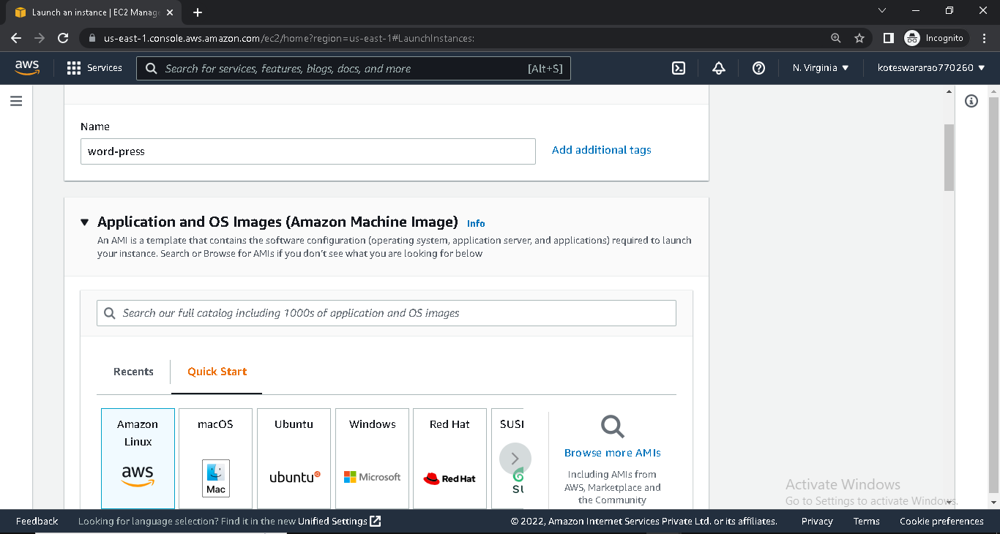 Launch an instance | EC2 Manag
us-east-1.console.aws.amazon.com/ec2/home?region=us-east-1#LaunchInstances:
Incognito
aws
Services
Search for services, features, blogs, docs, and more
[Alt+S]
N. Virginia
koteswararao770260
Name
word-press
Add additional tags
Application and OS Images (Amazon Machine Image) Info
An AMI is a template that contains the software configuration (operating system, application server, and applications) required to launch
your instance. Search or Browse for AMIs if you don't see what you are looking for below
Search our full catalog including 1000s of application and OS images
Recents
Quick Start
Amazon
Linux
aws
macOS
Mac
Ubuntu
ubuntu
Windows
Microsoft
Red Hat
Red Hat
SUSI
SU
Browse more AMIs
Including AMIs from
AWS, Marketplace and
the Community
Activate Windows
Go to Settings to activate Windows.
Feedback
Looking for language selection? Find it in the new Unified Settings
© 2022, Amazon Internet Services Private Ltd. or its affiliates.
Privacy
Terms
Cookie preferences